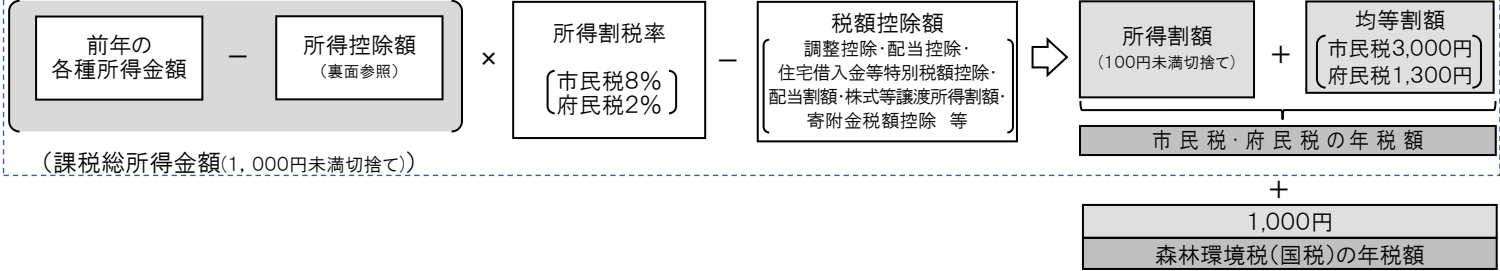 前年の
各種所得金額
－
所得控除額
（裏面参照）
×
所得割税率
市民税8%
府民税2%
－
税額控除額
調整控除・配当控除・
住宅借入金等特別税額控除・
配当割額・株式等譲渡所得割額・
寄附金税額控除 等
所得割額
（100円未満切捨て）
＋
均等割額
市民税3,000円
府民税1,300円
市民税・府民税の年税額
（課税総所得金額(1，000円未満切捨て)）
＋
1,000円
森林環境税（国税）の年税額